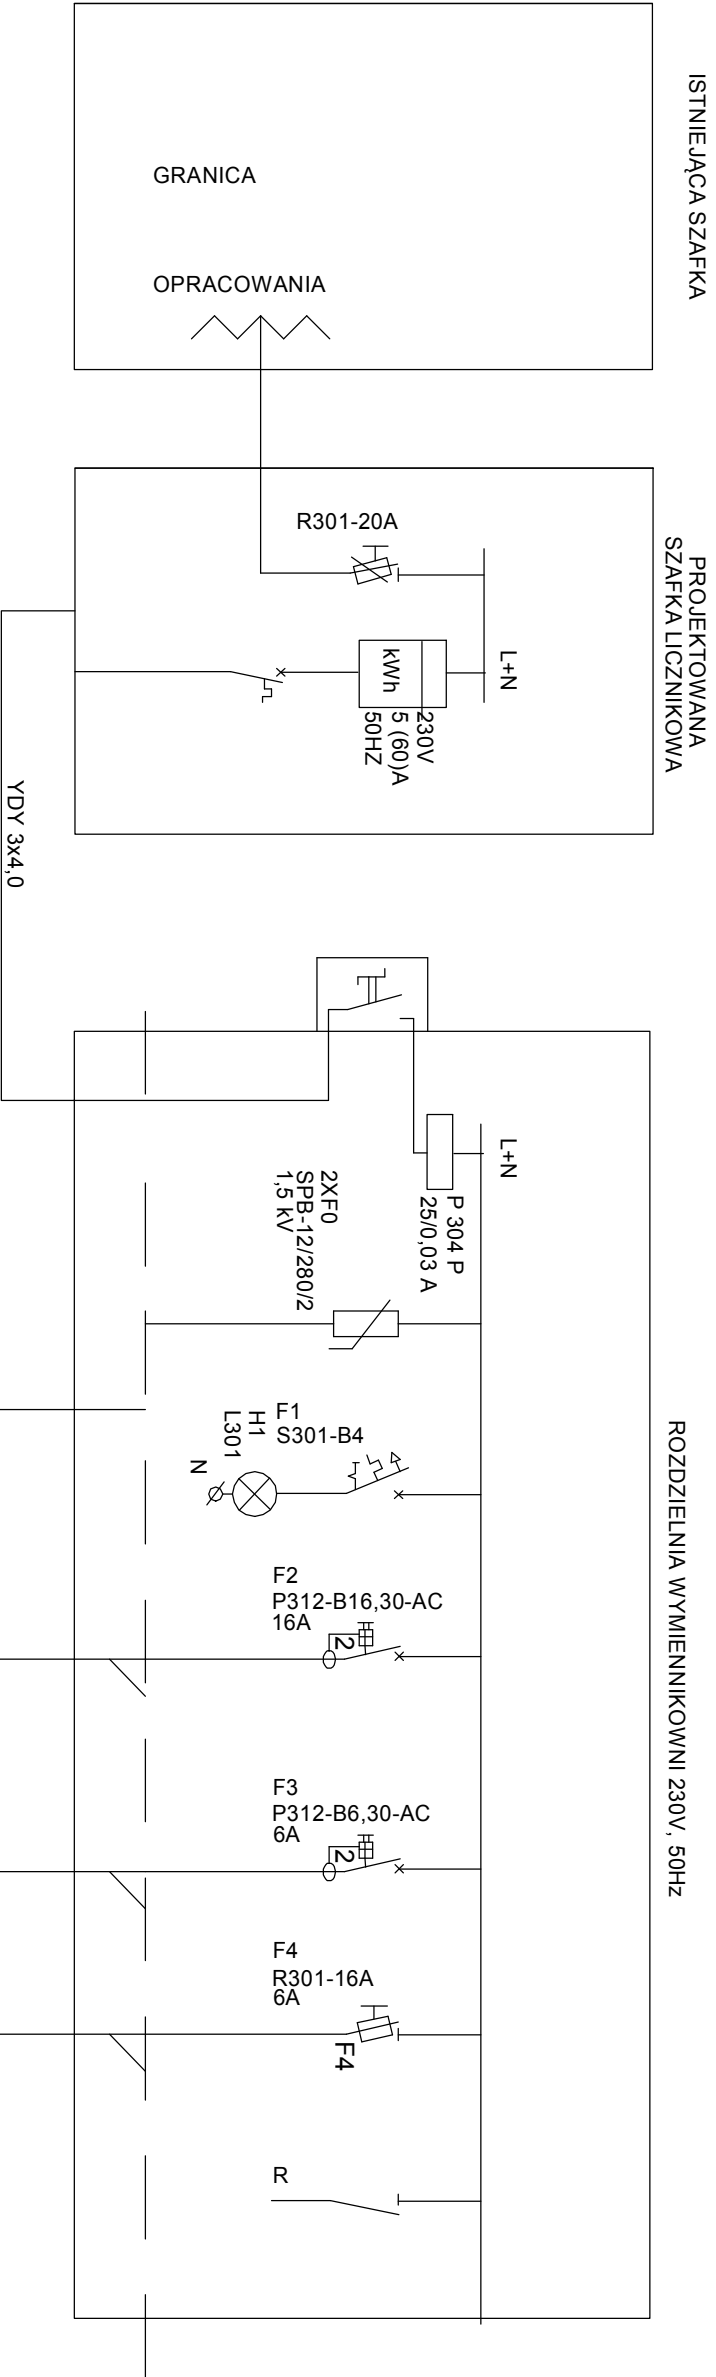 ISTNIEJĄCA SZAFKA
GRANICA
OPRACOWANIA
PROJEKTOWANA
SZAFKA LICZNIKOWA
R301-20A
L+N
kWh
230V
5 (60)A
50HZ
YDY 3x4,0
ROZDZIELNIA WYMIENNIKOWNI 230V, 50Hz
L+N
P 304 P
25/0,03 A
2XF0
SPB-12/280/2
1,5 kV
F1
S301-B4
H1
L301
N
F2
P312-B16,30-AC
16A
2
F3
P312-B6,30-AC
6A
2
F4
R301-16A
6A
F4
R